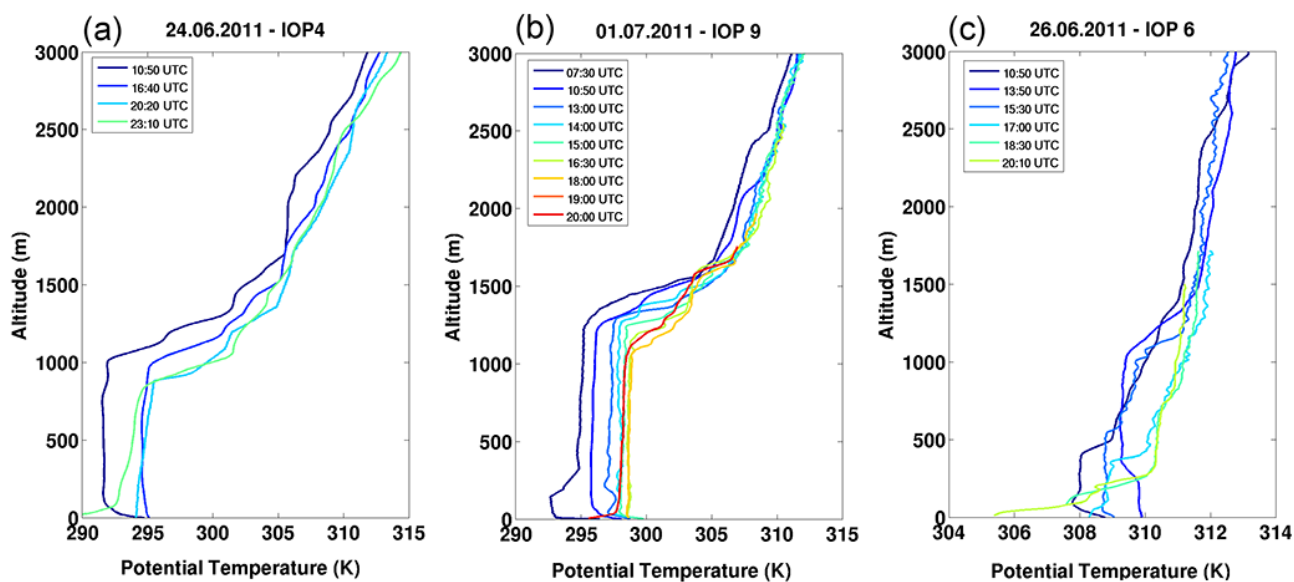 (a)
24.06.2011 - IOP4
3000
2500
2000
1500
1000
500
0
Altitude (m)
10:50 UTC
16:40 UTC
20:20 UTC
23:10 UTC
290 295 300 305 310 315
Potential Temperature (K)
(b)
01.07.2011 - IOP 9
3000
2500
2000
1500
1000
500
0
Altitude (m)
07:30 UTC
10:50 UTC
13:00 UTC
14:00 UTC
15:00 UTC
16:30 UTC
18:00 UTC
19:00 UTC
20:00 UTC
290 295 300 305 310 315
Potential Temperature (K)
(c)
26.06.2011 - IOP 6
3000
2500
2000
1500
1000
500
0
Altitude (m)
10:50 UTC
13:50 UTC
15:30 UTC
17:00 UTC
18:30 UTC
20:10 UTC
304 306 308 310 312 314
Potential Temperature (K)